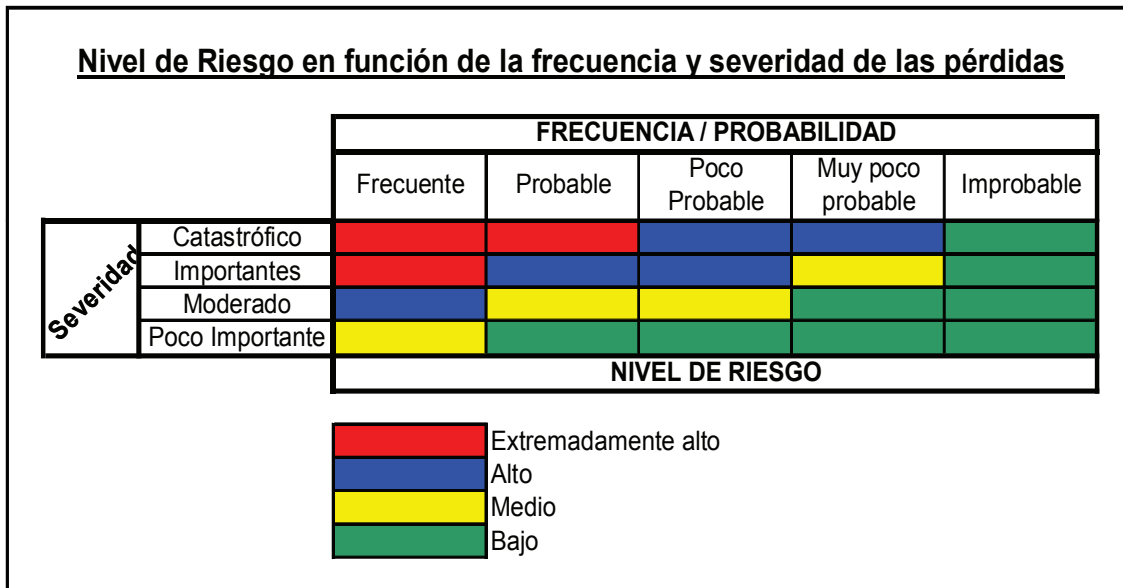 Nivel de Riesgo en función de la frecuencia y severidad de las pérdidas
FRECUENCIA / PROBABILIDAD
Frecuente
Probable
Poco
Probable
Muy poco
probable
Improbable
Severidad
Catastrófico
Importantes
Moderado
Poco Importante
NIVEL DE RIESGO
Extremadamente alto
Alto
Medio
Bajo